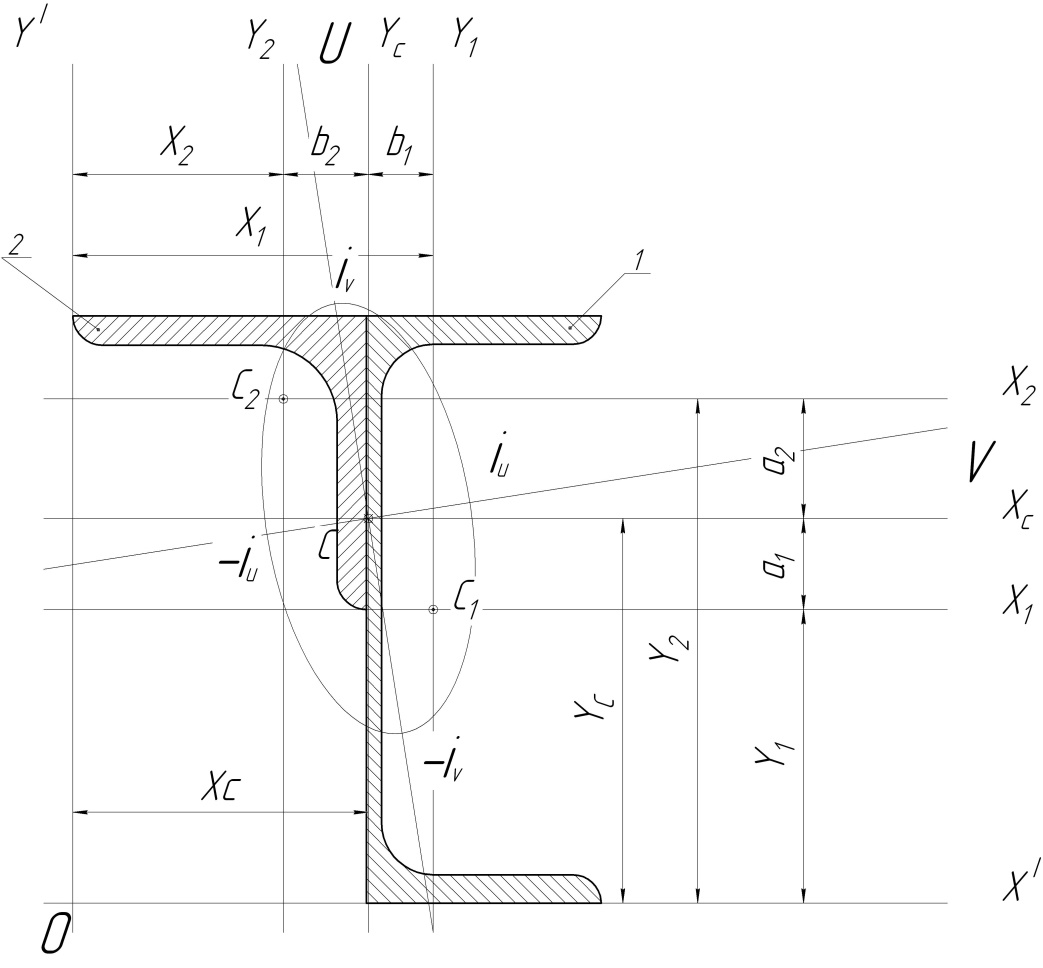 Y' Y₂ U Yc Y₁
X₂ b₂ b₁
X₁
2 1
iᵥ
C₂ X₂
iᵤ a₂ V
Xc
C
−iᵤ a₁
C₁ X₁
Y₂
Yc
−iᵥ Y₁
Xc
X'
O